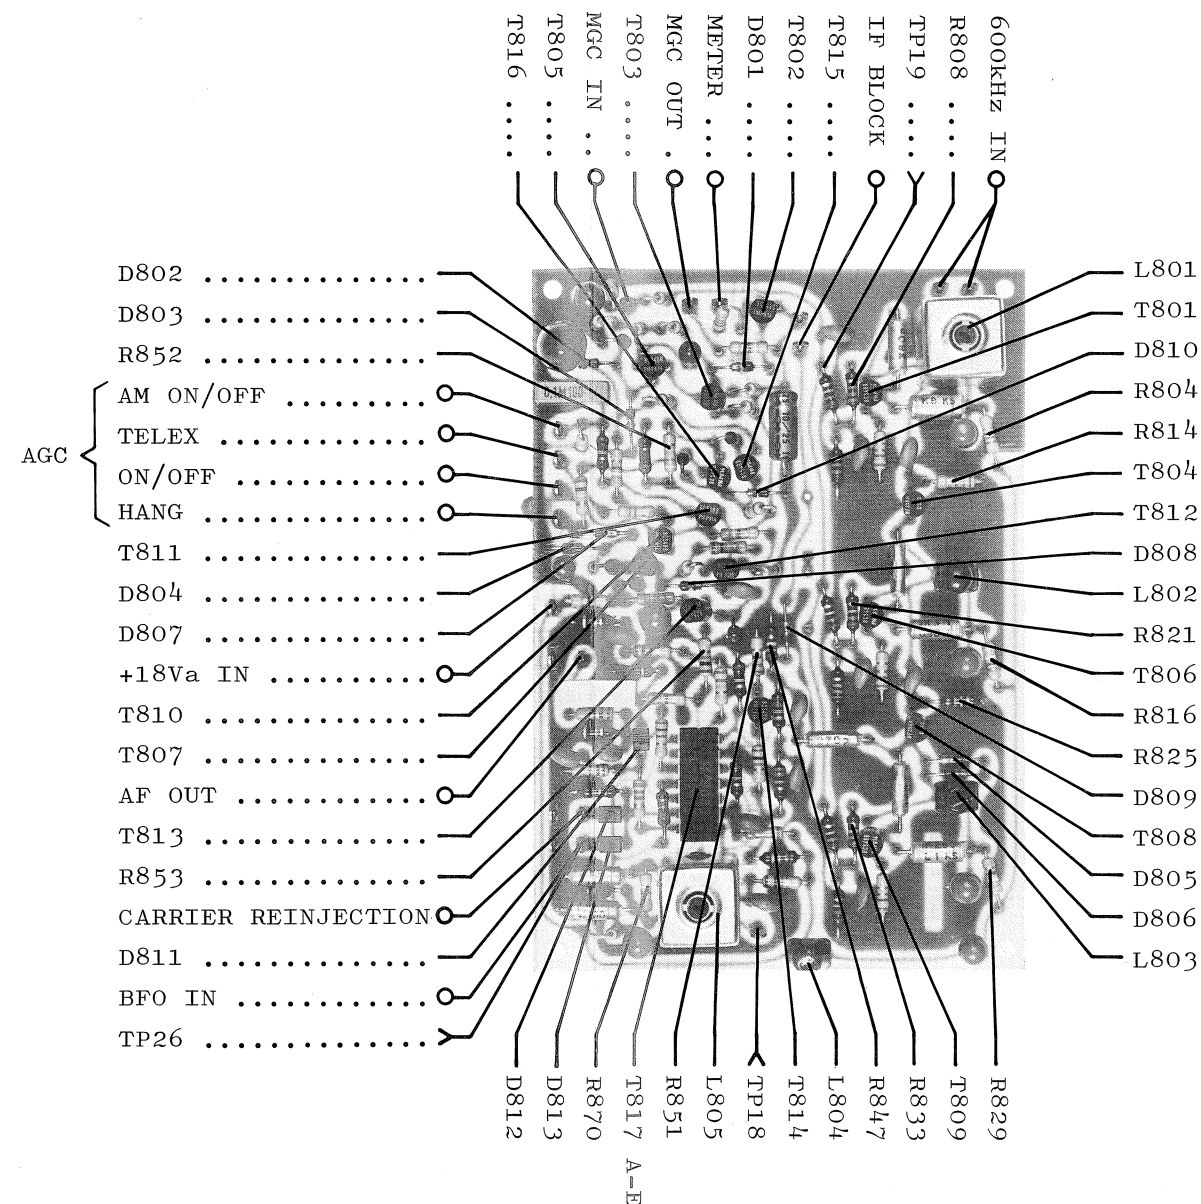 T816 .....
T805 .....
MGC IN ..
T803 ....
MGC OUT .
METER ...
D801 .....
T802 .....
T815 .....
IF BLOCK
TP19 ....
R808 .....
600kHz IN
D802 ..............
D803 ..............
R852 ..............
AGC
AM ON/OFF .........
TELEX ..............
ON/OFF ............
HANG ..............
T811 ..............
D804 ..............
D807 ..............
+18Va IN ..........
T810 ..............
T807 ..............
AF OUT ............
T813 ..............
R853 ..............
CARRIER REINJECTION
D811 ..............
BFO IN ............
TP26 ..............
L801
T801
D810
R804
R814
T804
T812
D808
L802
R821
T806
R816
R825
D809
T808
D805
D806
L803
D812
D813
R870
T817 A-E
R851
L805
TP18
T814
L804
R847
R833
T809
R829